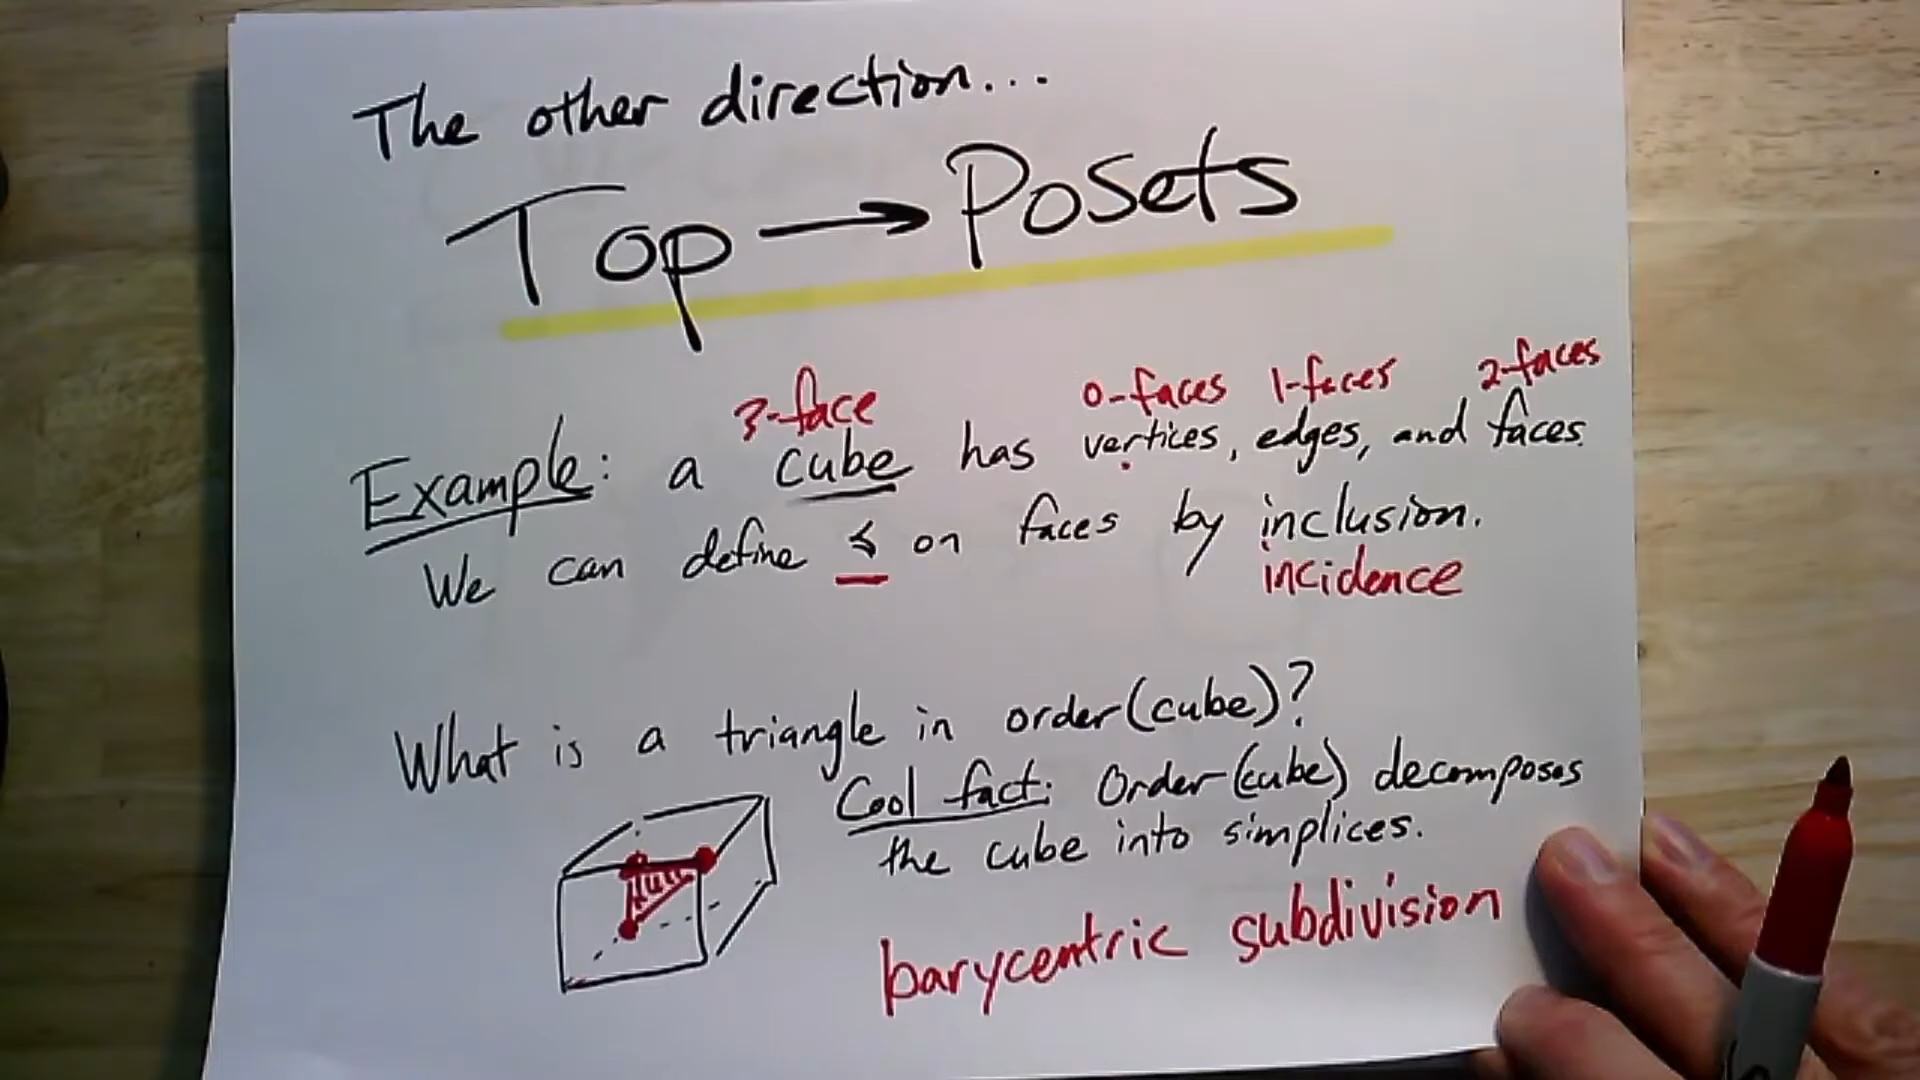 The other direction...
Top → Posets
3-face 0-faces 1-faces 2-faces
Example: a cube has vertices, edges, and faces.
We can define ≤ on faces by inclusion.
incidence
What is a triangle in order(cube)?
Cool fact: Order(cube) decomposes
the cube into simplices.
barycentric subdivision